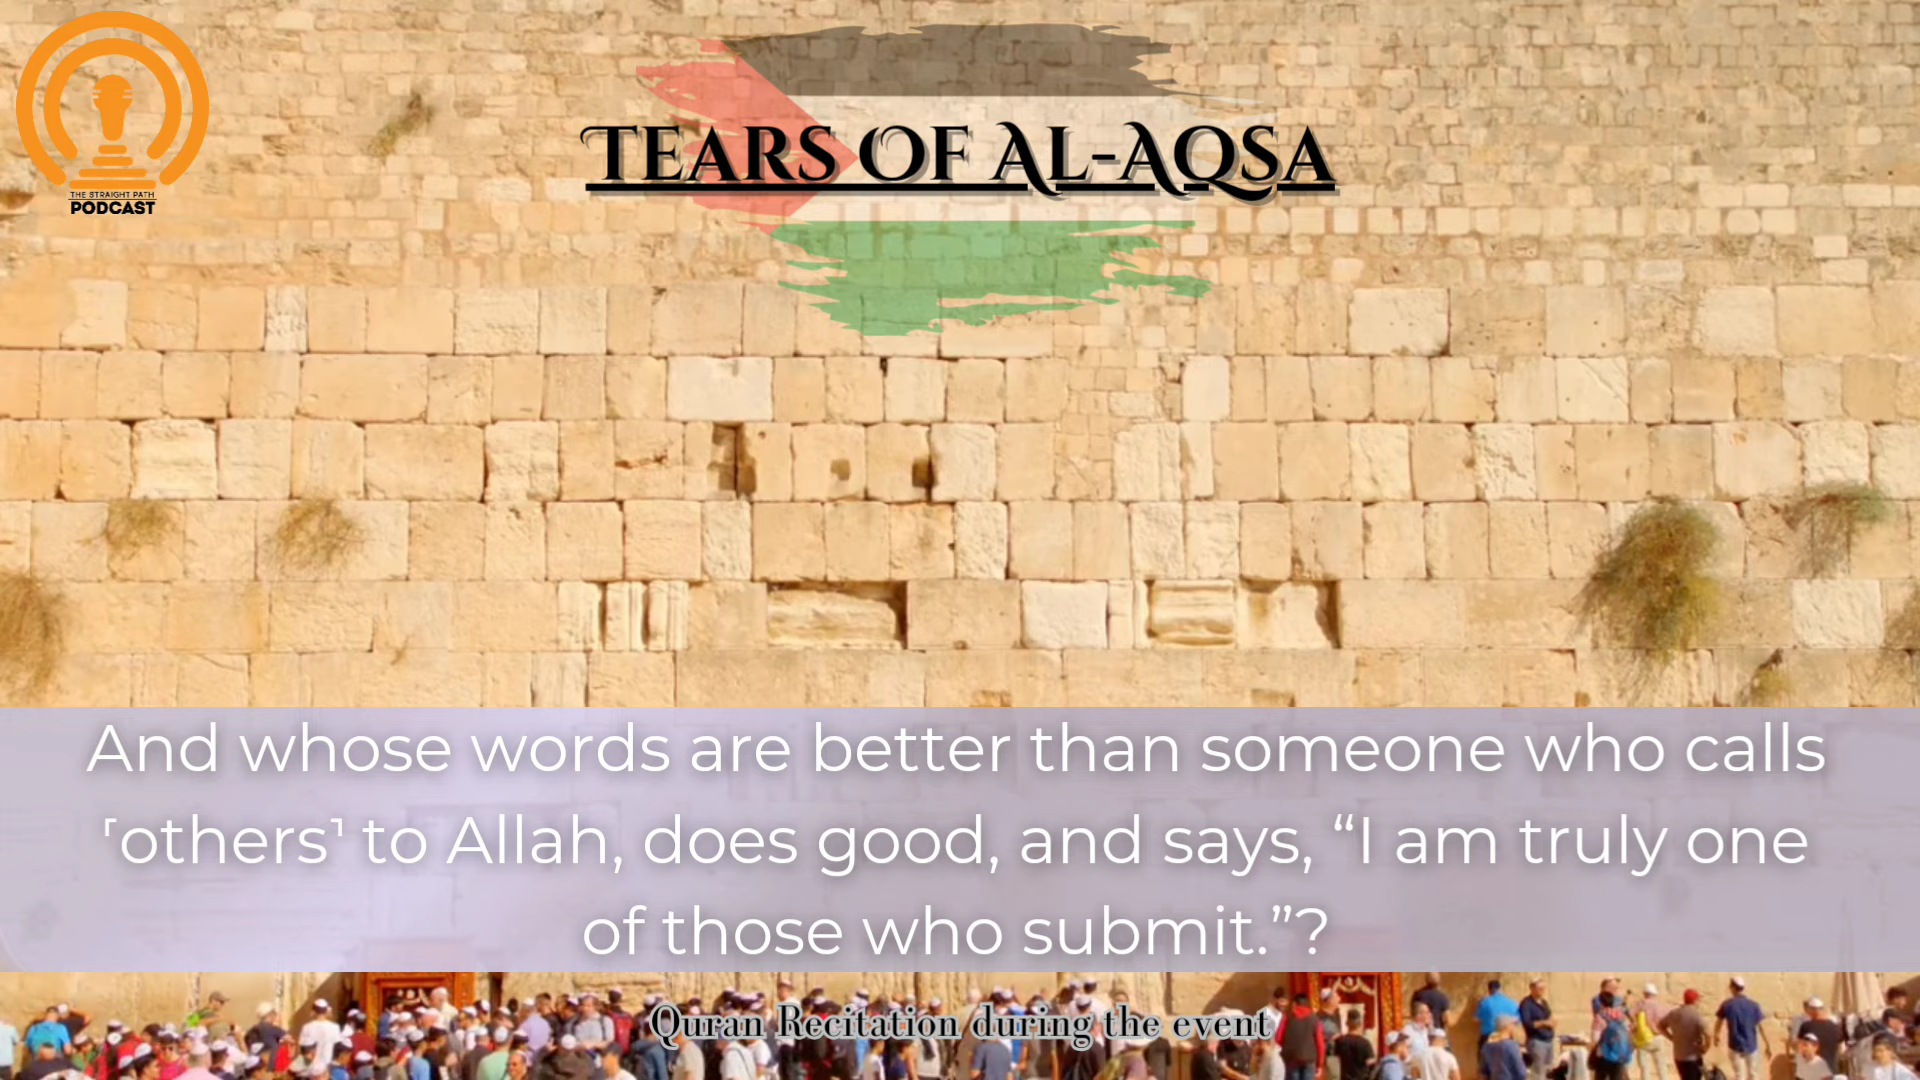 THE STRAIGHT PATH
PODCAST
TEARS OF AL-AQSA
And whose words are better than someone who calls
˹others˺ to Allah, does good, and says, “I am truly one
of those who submit.”?
Quran Recitation during the event